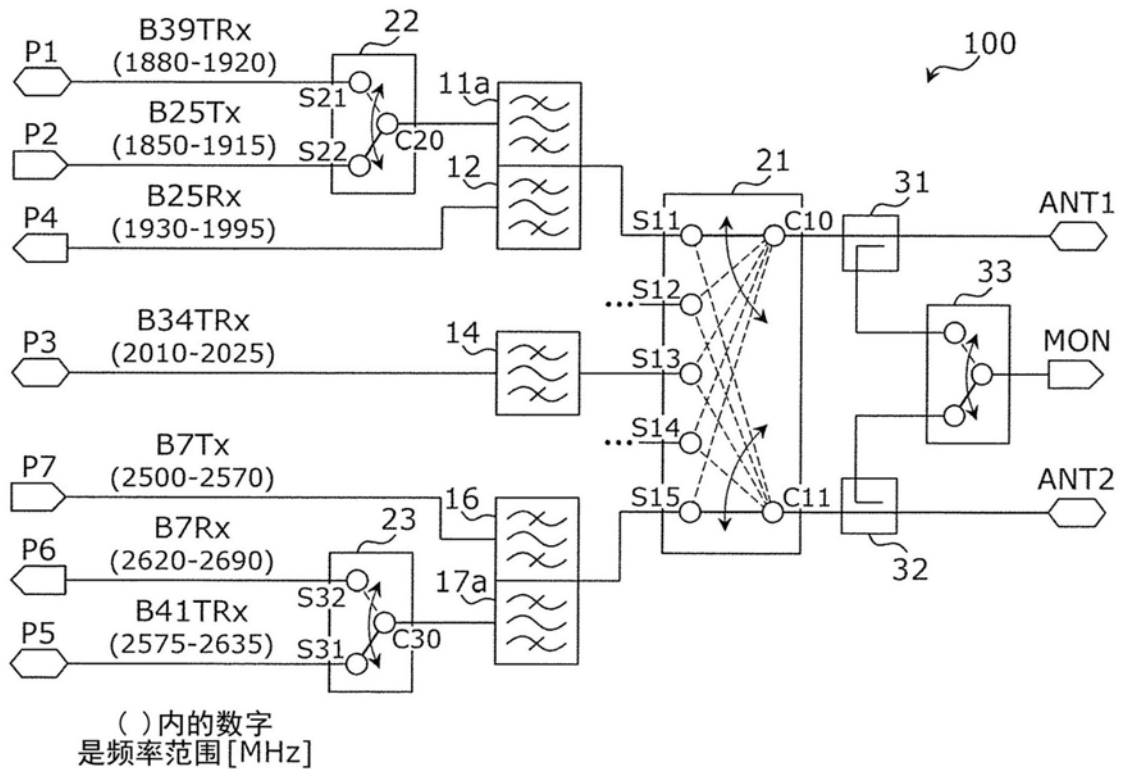 B39TRx
P1
(1880-1920)
22
S21
11a
100
B25Tx
P2
(1850-1915)
S22
C20
12
B25Rx
P4
(1930-1995)
21
31
ANT1
S11
C10
S12
...
33
B34TRx
P3
(2010-2025)
14
S13
MON
S14
...
B7Tx
P7
(2500-2570)
16
S15
C11
ANT2
B7Rx
P6
(2620-2690)
23
S32
17a
32
B41TRx
P5
(2575-2635)
S31
C30
( )内的数字
是频率范围[MHz]